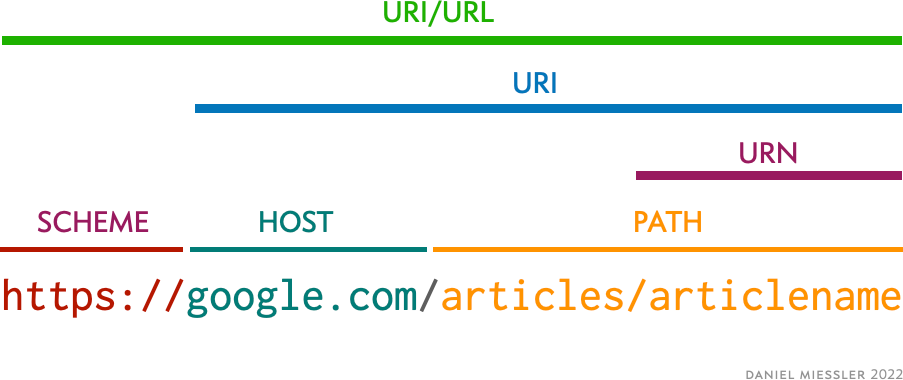 URI/URL
URI
URN
SCHEME HOST PATH
https://google.com/articles/articlename
DANIEL MIESSLER 2022